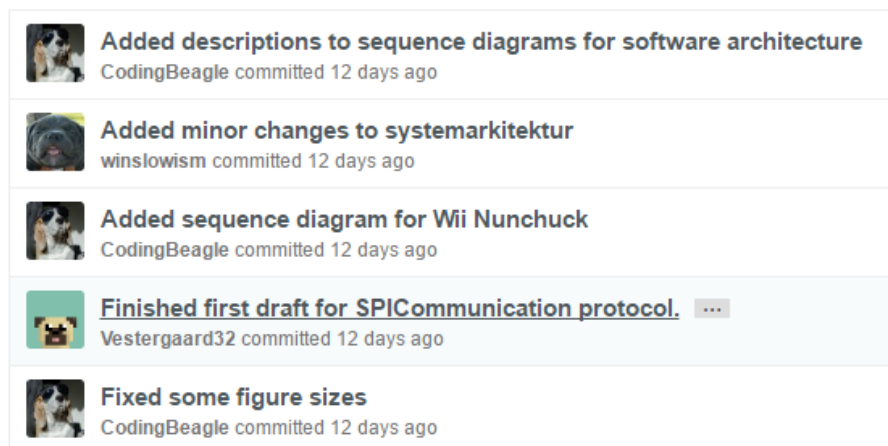 Added descriptions to sequence diagrams for software architecture
CodingBeagle committed 12 days ago
Added minor changes to systemarkitektur
winslowism committed 12 days ago
Added sequence diagram for Wii Nunchuck
CodingBeagle committed 12 days ago
Finished first draft for SPICommunication protocol. ...
Vestergaard32 committed 12 days ago
Fixed some figure sizes
CodingBeagle committed 12 days ago